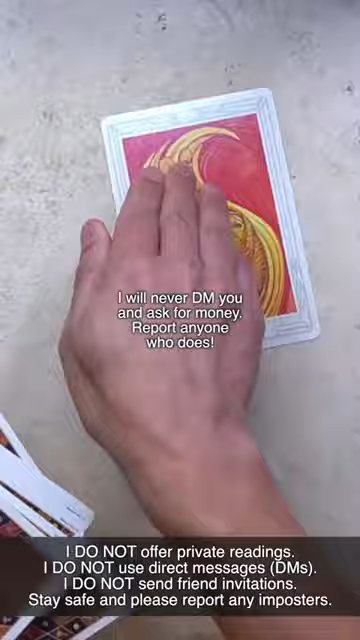 I will never DM you
and ask for money.
Report anyone
who does!
I DO NOT offer private readings.
I DO NOT use direct messages (DMs).
I DO NOT send friend invitations.
Stay safe and please report any imposters.